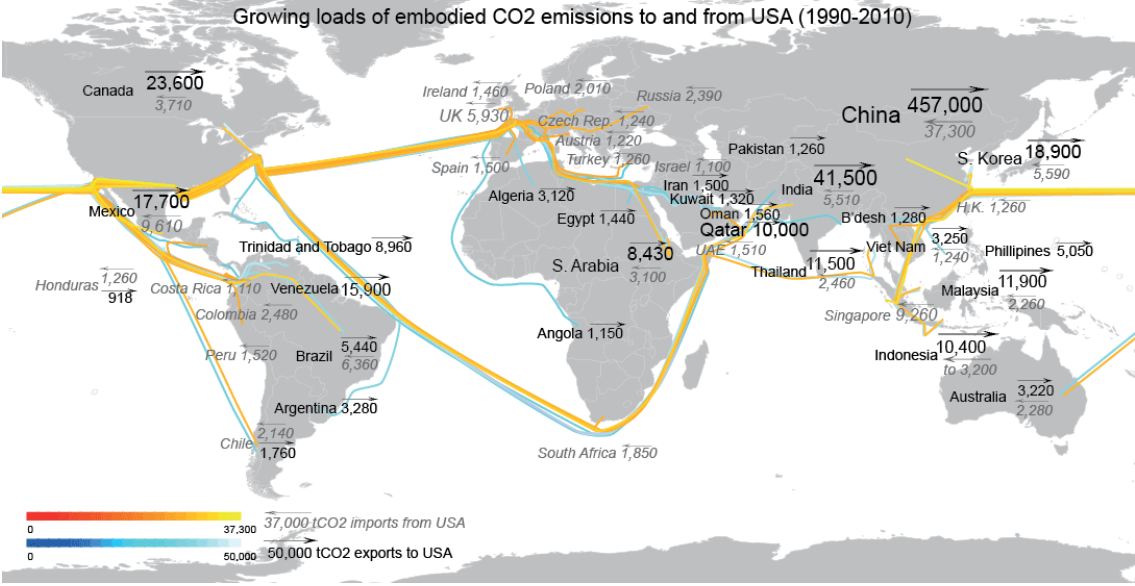 Growing loads of embodied CO2 emissions to and from USA (1990-2010)
Canada 23,600
3,710
Ireland 1,460
Poland 2,010
Russia 2,390
UK 5,930
Czech Rep. 1,240
Austria 1,220
Spain 1,600
Turkey 1,260
Israel 1,100
China 457,000
37,300
Pakistan 1,260
S. Korea 18,900
5,590
Mexico 17,700
9,610
Algeria 3,120
Iran 1,500
Kuwait 1,320
India 41,500
5,510
H.K. 1,260
Egypt 1,440
Oman 1,560
Qatar 10,000
B'desh 1,280
UAE 1,510
Trinidad and Tobago 8,960
S. Arabia 8,430
3,100
Viet Nam 3,250
1,240
Phillipines 5,050
Thailand 11,500
2,460
Honduras 1,260
918
Costa Rica 1,110
Venezuela 15,900
Malaysia 11,900
2,260
Colombia 2,480
Singapore 9,260
Angola 1,150
Peru 1,520
Brazil 5,440
6,360
Indonesia 10,400
to 3,200
Argentina 3,280
Australia 3,220
2,280
Chile 2,140
1,760
South Africa 1,850
0 37,300
37,000 tCO2 imports from USA
0 50,000
50,000 tCO2 exports to USA